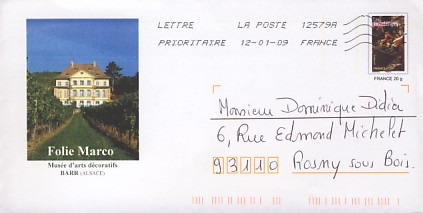 LETTRE LA POSTE 12579A
PRIORITAIRE 12-01-09 FRANCE
FRANCE 20 g
Monsieur Dominique Didier
6, Rue Edmond Michelet
93110 Rosny sous Bois.
Folie Marco
Musée d'arts décoratifs
BARR (ALSACE)